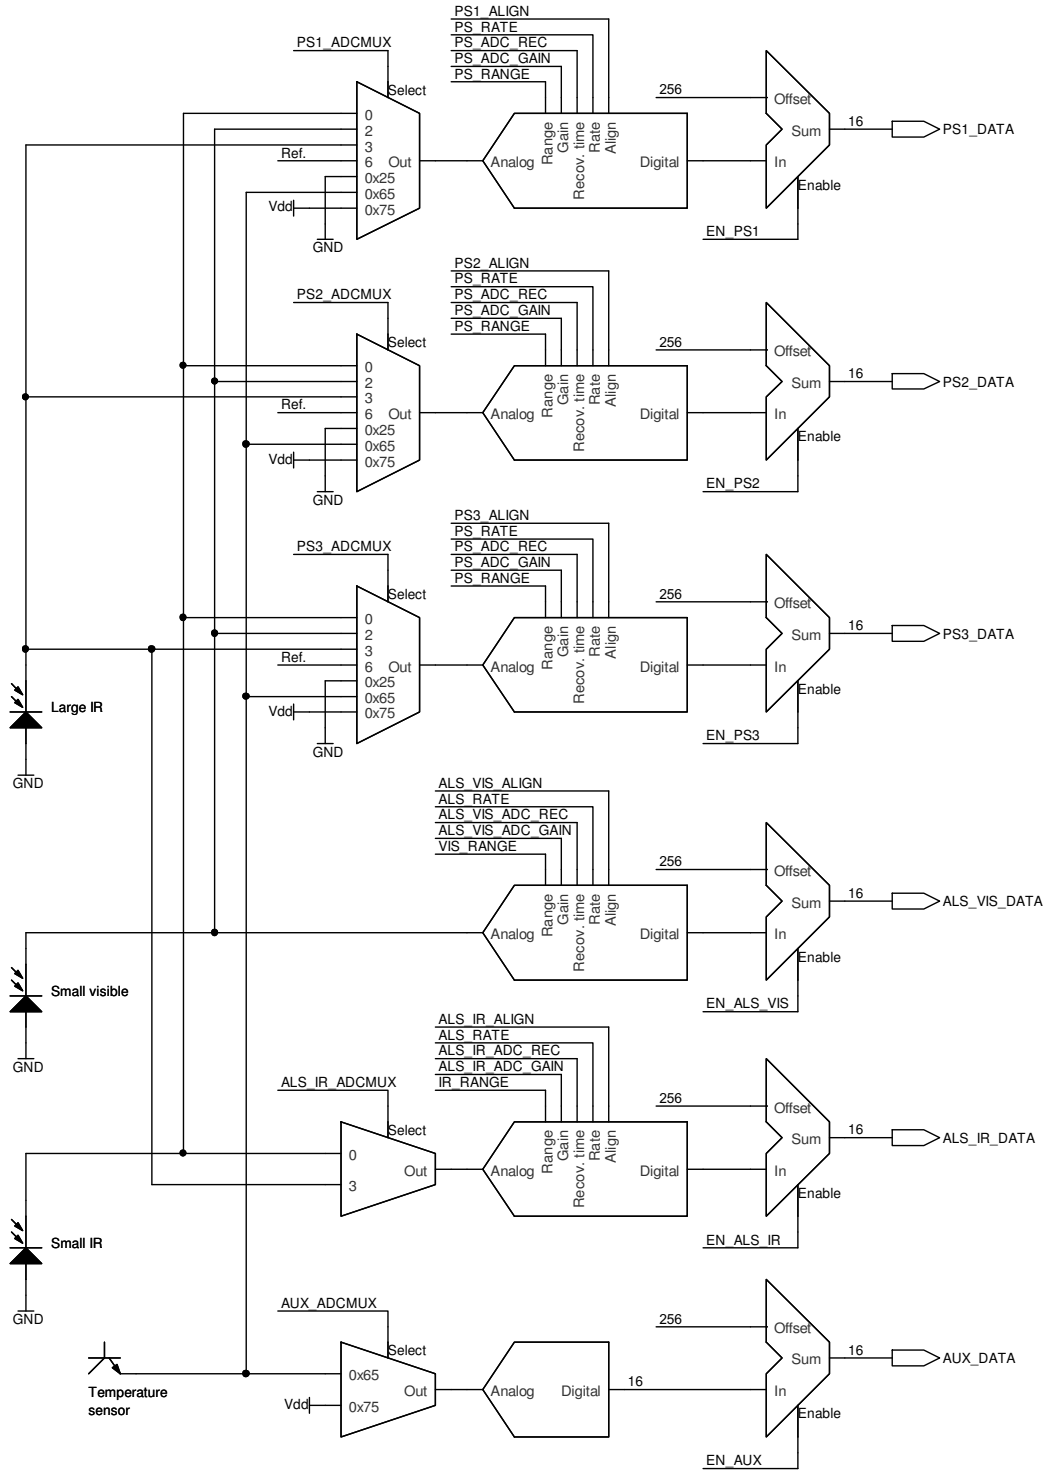 PS1_ALIGN
PS_RATE
PS_ADC_REC
PS_ADC_GAIN
PS_RANGE
PS1_ADCMUX
Select
0
2
3
6
0x25
0x65
0x75
Ref.
Out
Vdd
GND
Analog
Range
Gain
Recov. time
Rate
Align
Digital
256
Offset
Sum
In
Enable
16
PS1_DATA
EN_PS1
PS2_ALIGN
PS_RATE
PS_ADC_REC
PS_ADC_GAIN
PS_RANGE
PS2_ADCMUX
Select
0
2
3
6
0x25
0x65
0x75
Ref.
Out
Vdd
GND
Analog
Range
Gain
Recov. time
Rate
Align
Digital
256
Offset
Sum
In
Enable
16
PS2_DATA
EN_PS2
PS3_ALIGN
PS_RATE
PS_ADC_REC
PS_ADC_GAIN
PS_RANGE
PS3_ADCMUX
Select
0
2
3
6
0x25
0x65
0x75
Ref.
Out
Vdd
GND
Analog
Range
Gain
Recov. time
Rate
Align
Digital
256
Offset
Sum
In
Enable
16
PS3_DATA
EN_PS3
Large IR
GND
ALS_VIS_ALIGN
ALS_RATE
ALS_VIS_ADC_REC
ALS_VIS_ADC_GAIN
VIS_RANGE
Analog
Range
Gain
Recov. time
Rate
Align
Digital
256
Offset
Sum
In
Enable
16
ALS_VIS_DATA
EN_ALS_VIS
Small visible
GND
ALS_IR_ALIGN
ALS_RATE
ALS_IR_ADC_REC
ALS_IR_ADC_GAIN
IR_RANGE
ALS_IR_ADCMUX
Select
0
3
Out
Analog
Range
Gain
Recov. time
Rate
Align
Digital
256
Offset
Sum
In
Enable
16
ALS_IR_DATA
EN_ALS_IR
Small IR
GND
AUX_ADCMUX
Select
0x65
0x75
Out
Vdd
Temperature
sensor
Analog
Digital
16
256
Offset
Sum
In
Enable
16
AUX_DATA
EN_AUX